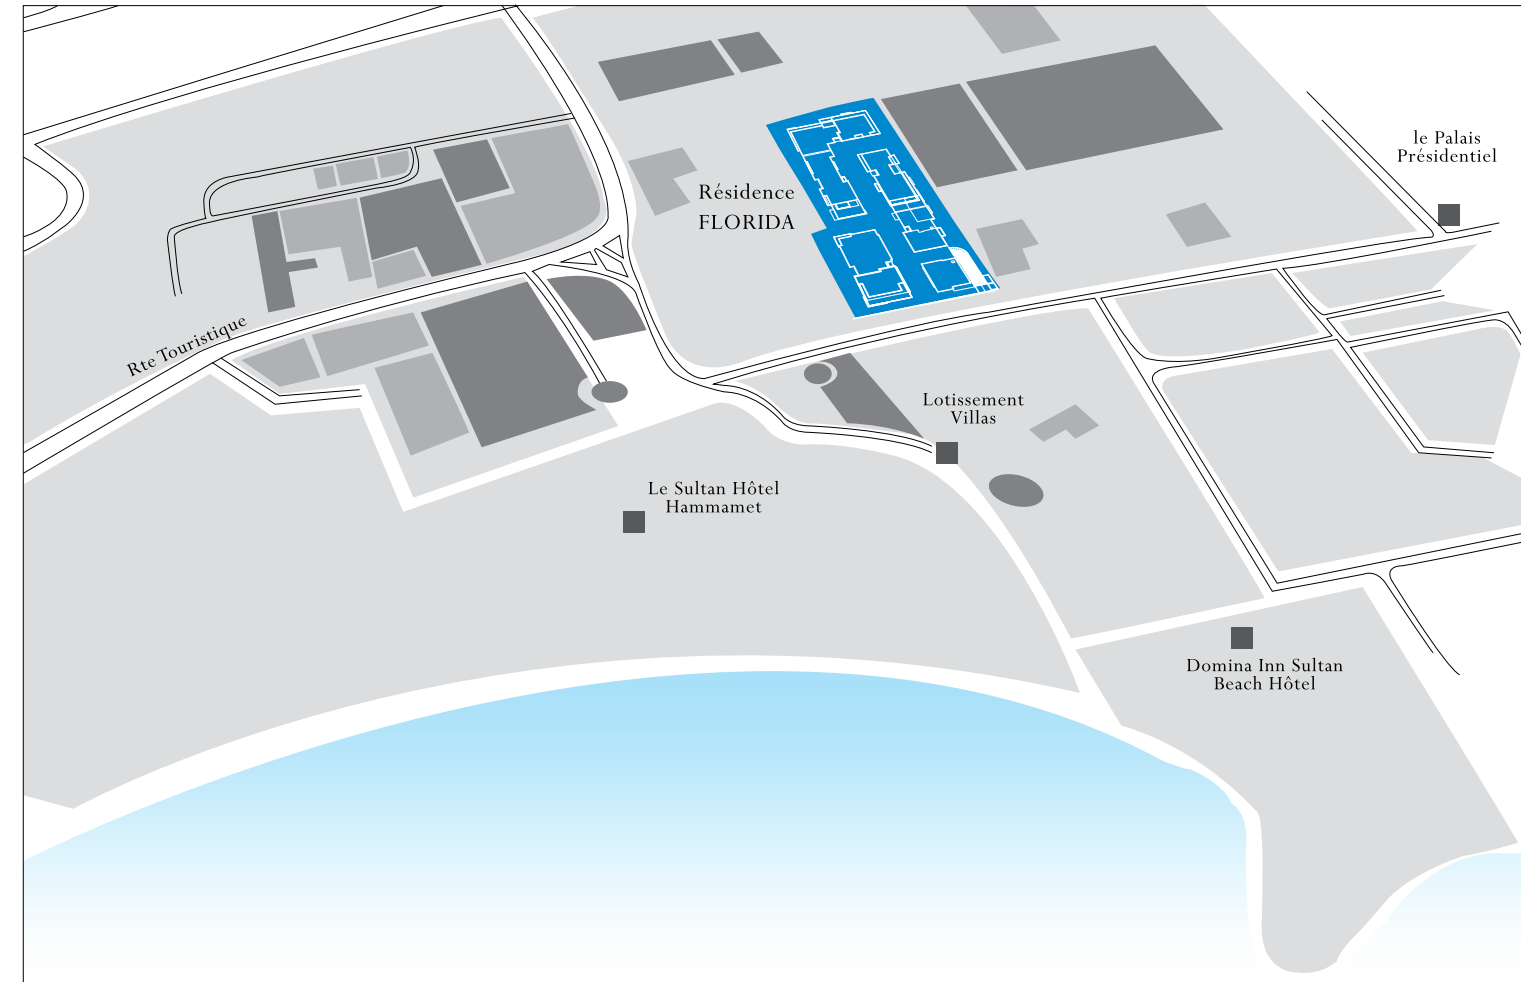 le Palais
Présidentiel
Résidence
FLORIDA
Rte Touristique
Lotissement
Villas
Le Sultan Hôtel
Hammamet
Domina Inn Sultan
Beach Hôtel